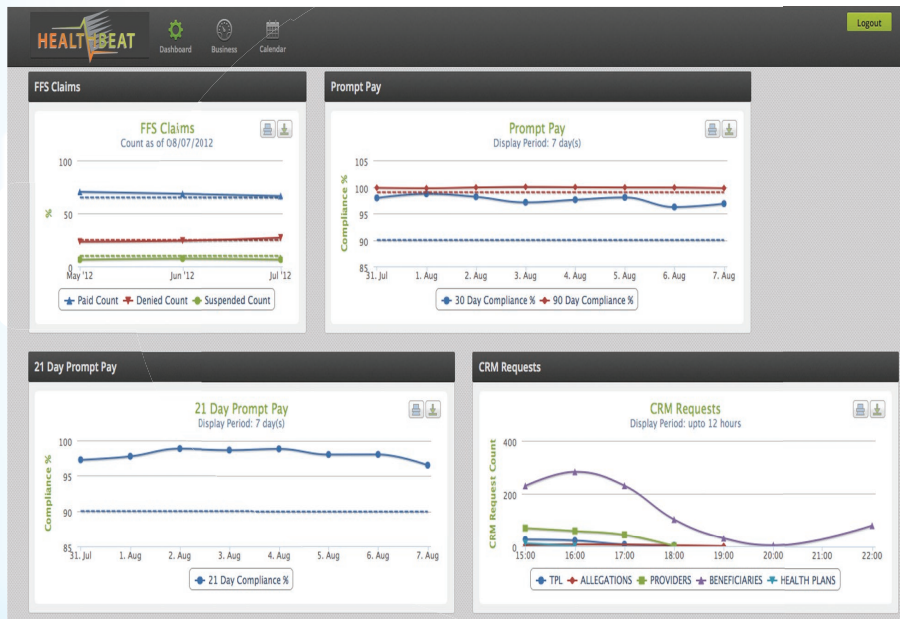 HEALTHBEAT
Dashboard Business Calendar
Logout
FFS Claims
FFS Claims
Count as of 08/07/2012
%
100
50
0
May '12 Jun '12 Jul '12
Paid Count Denied Count Suspended Count
Prompt Pay
Prompt Pay
Display Period: 7 day(s)
Compliance %
105
100
95
90
85
31. Jul 1. Aug 2. Aug 3. Aug 4. Aug 5. Aug 6. Aug 7. Aug
30 Day Compliance % 90 Day Compliance %
21 Day Prompt Pay
21 Day Prompt Pay
Display Period: 7 day(s)
Compliance %
100
95
90
85
31. Jul 1. Aug 2. Aug 3. Aug 4. Aug 5. Aug 6. Aug 7. Aug
21 Day Compliance %
CRM Requests
CRM Requests
Display Period: upto 12 hours
CRM Request Count
400
200
0
15:00 16:00 17:00 18:00 19:00 20:00 21:00 22:00
TPL ALLEGATIONS PROVIDERS BENEFICIARIES HEALTH PLANS